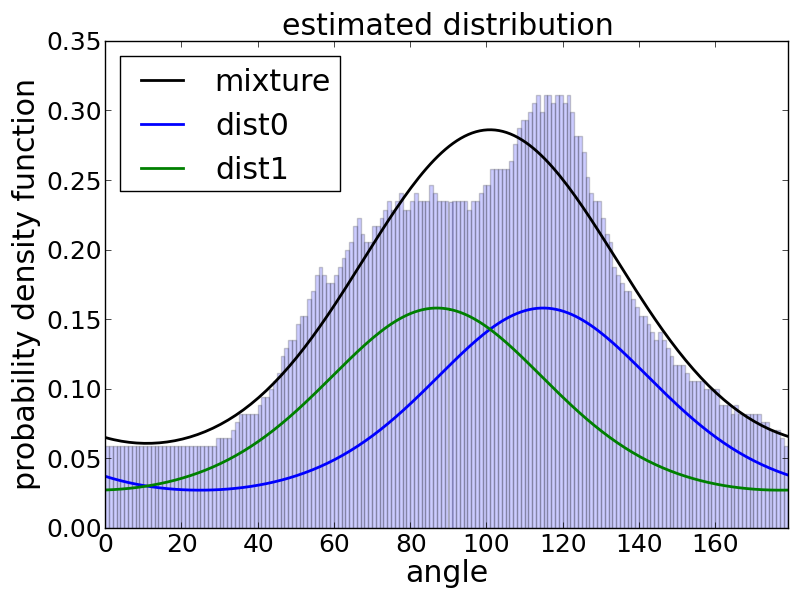 estimated distribution
mixture
dist0
dist1
probability density function
0.35
0.30
0.25
0.20
0.15
0.10
0.05
0.00
0 20 40 60 80 100 120 140 160
angle